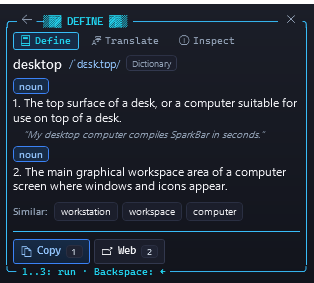 DEFINE
Define Translate Inspect
desktop /ˈdesk.tɒp/ Dictionary
noun
1. The top surface of a desk, or a computer suitable for
use on top of a desk.
"My desktop computer compiles SparkBar in seconds."
noun
2. The main graphical workspace area of a computer
screen where windows and icons appear.
Similar: workstation workspace computer
Copy 1 Web 2
1..3: run · Backspace: ←